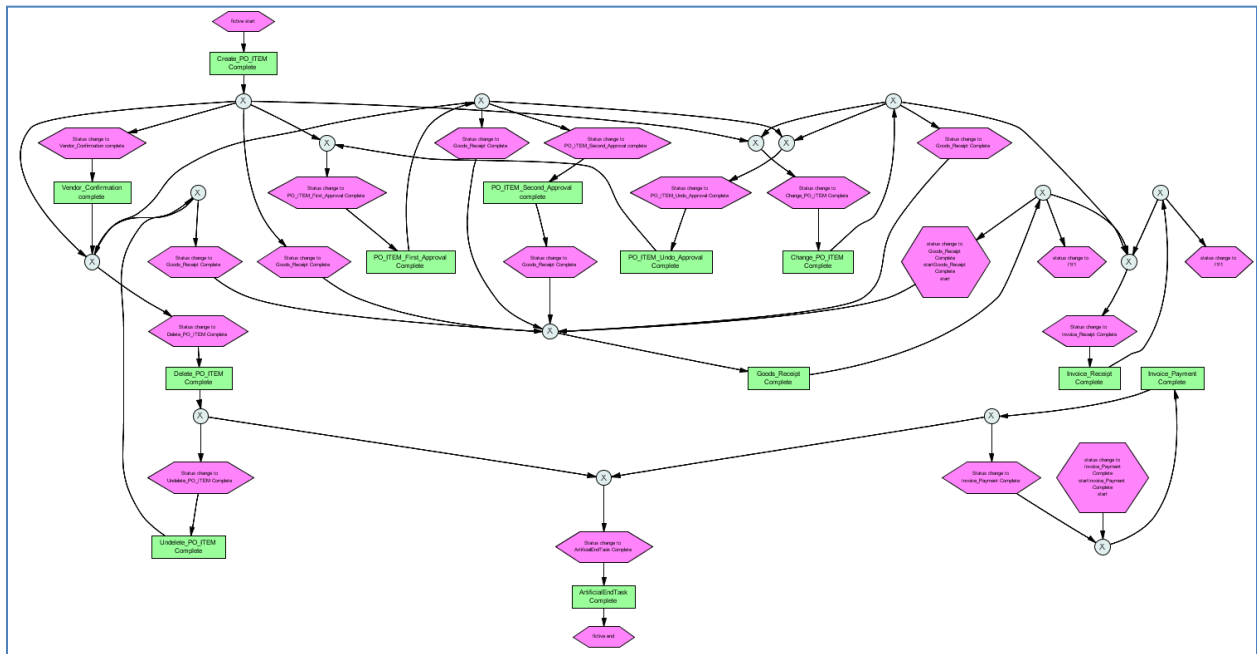 fictive start
Create_PO_ITEM
Complete
X
X
X
Status change to
Vendor_Confirmation complete
X
Status change to
Goods_Receipt Complete
Status change to
PO_ITEM_Second_Approval complete
X
X
Status change to
Goods_Receipt Complete
Vendor_Confirmation
complete
X
Status change to
PO_ITEM_First_Approval Complete
PO_ITEM_Second_Approval
complete
Status change to
PO_ITEM_Undo_Approval Complete
Status change to
Change_PO_ITEM Complete
X
X
X
Status change to
Goods_Receipt Complete
Status change to
Goods_Receipt Complete
PO_ITEM_First_Approval
Complete
Status change to
Goods_Receipt Complete
PO_ITEM_Undo_Approval
Complete
Change_PO_ITEM
Complete
status change to
Goods_Receipt
Complete
startGoods_Receipt
Complete
start
status change to
status change to
X
Status change to
Delete_PO_ITEM Complete
X
Status change to
Invoice_Receipt Complete
Delete_PO_ITEM
Complete
Goods_Receipt
Complete
Invoice_Receipt
Complete
Invoice_Payment
Complete
X
X
Status change to
Undelete_PO_ITEM Complete
X
Status change to
Invoice_Payment Complete
status change to
Invoice_Payment
Complete
startInvoice_Payment
Complete
start
Undelete_PO_ITEM
Complete
Status change to
ArtificialEndTask Complete
X
ArtificialEndTask
Complete
fictive end